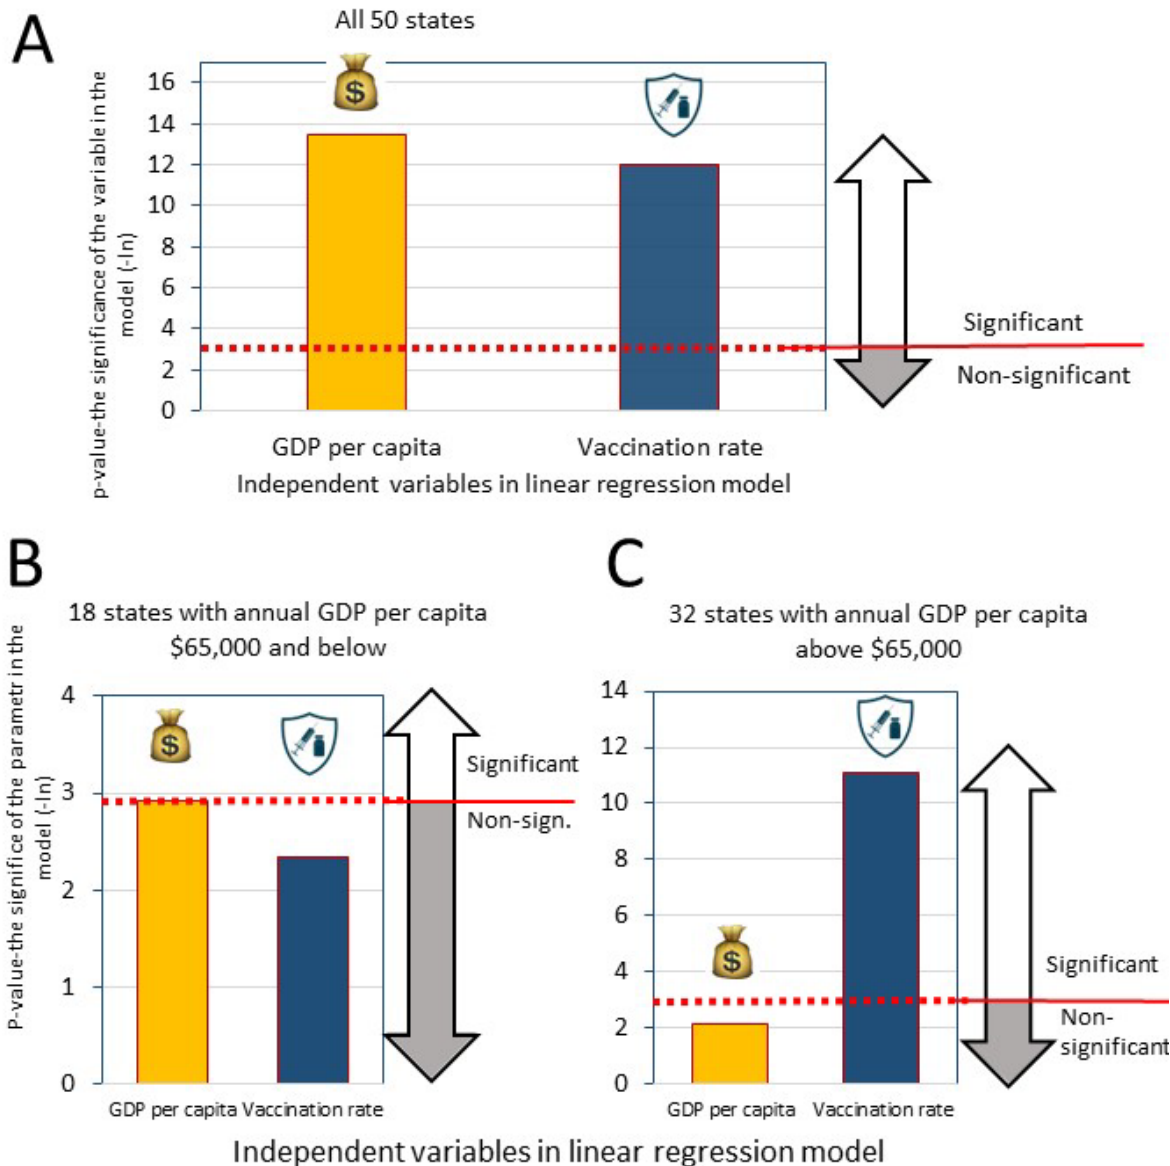 A
All 50 states
p-value-the significance of the variable in the
model (-ln)
16
14
12
10
8
6
4
2
0
$
Significant
Non-significant
GDP per capita
Vaccination rate
Independent variables in linear regression model
B
18 states with annual GDP per capita
$65,000 and below
P-value-the significe of the parametr in the
model (-ln)
4
3
2
1
0
$
Significant
Non-sign.
GDP per capita
Vaccination rate
C
32 states with annual GDP per capita
above $65,000
14
12
10
8
6
4
2
0
$
Significant
Non-
significant
GDP per capita
Vaccination rate
Independent variables in linear regression model